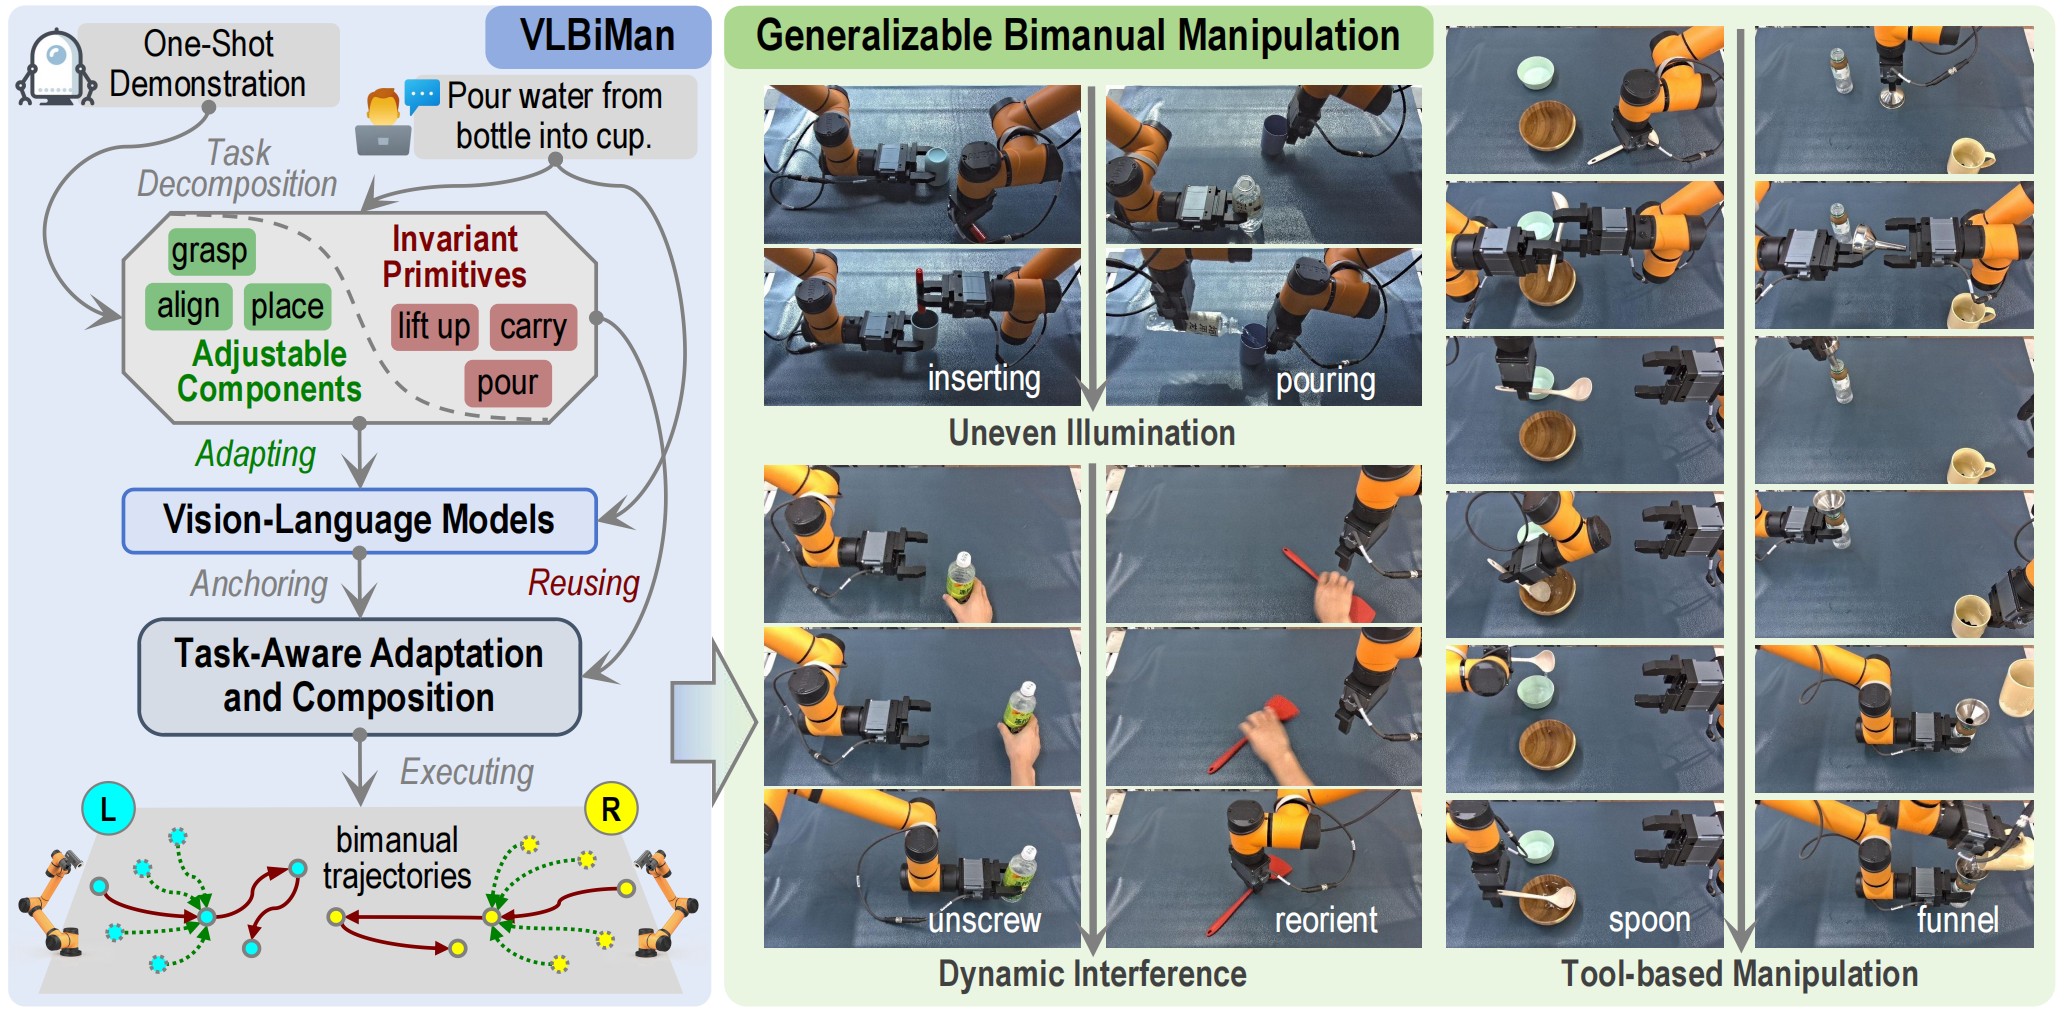 One-Shot
Demonstration
VLBiMan
Pour water from
bottle into cup.
Task
Decomposition
grasp
align
place
Adjustable
Components
Invariant
Primitives
lift up
carry
pour
Adapting
Vision-Language Models
Anchoring
Reusing
Task-Aware Adaptation
and Composition
Executing
L
R
bimanual
trajectories
Generalizable Bimanual Manipulation
inserting
pouring
Uneven Illumination
unscrew
reorient
Dynamic Interference
spoon
funnel
Tool-based Manipulation